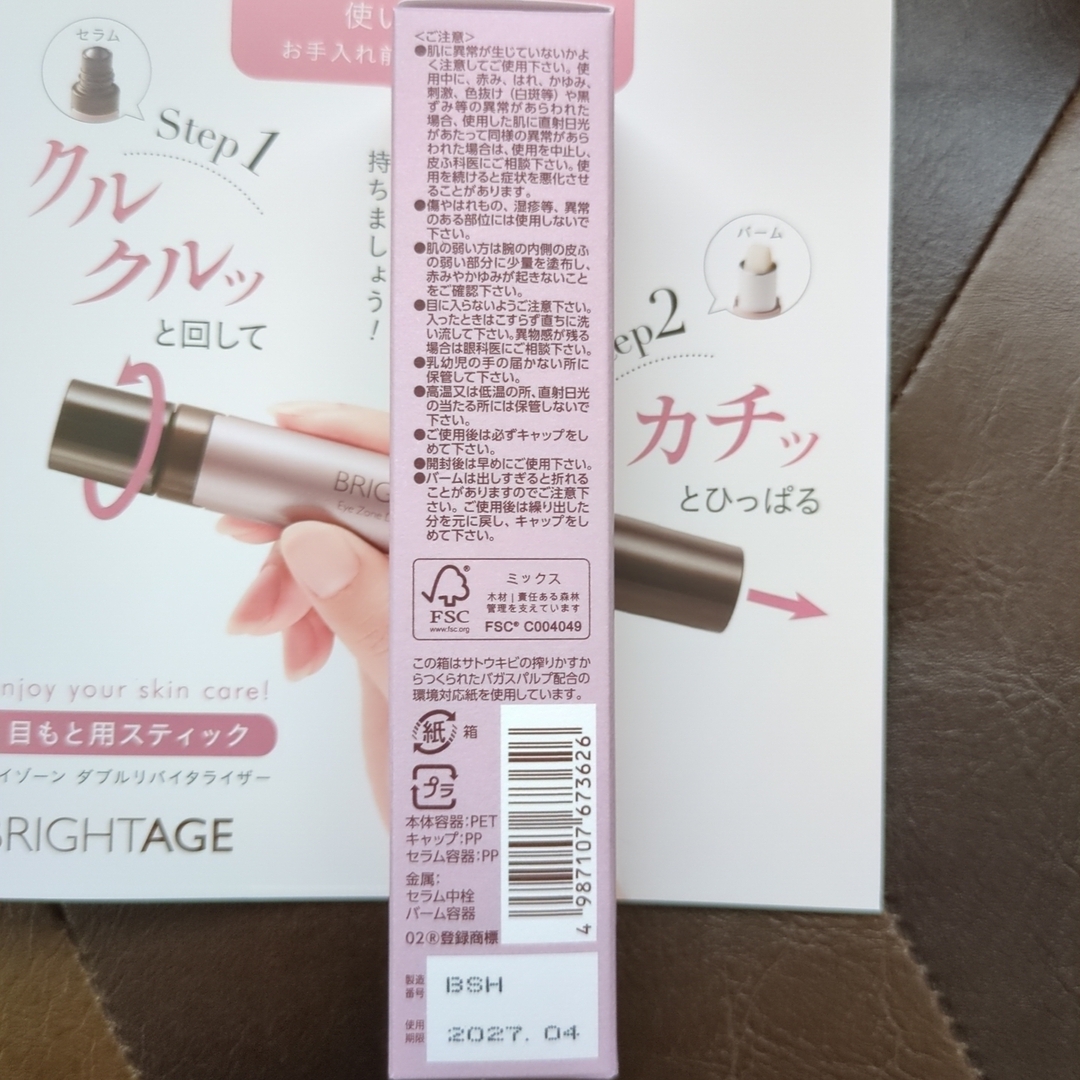 セラム
使い
お手入れ前
Step1
クル
クルッ
と回して
持ちましょう!
BRIG
Eye Zone
njoy your skin care!
目もと用スティック
イゾーン ダブルリバイタライザー
BRIGHTAGE
<ご注意>
●肌に異常が生じていないかよ
く注意してご使用下さい。使
用中に、赤み、はれ、かゆみ、
刺激、色抜け(白斑等)や黒
ずみ等の異常があらわれた
場合、使用した肌に直射日光
があたって同様の異常があら
われた場合は、使用を中止し、
皮ふ科医にご相談下さい。使
用を続けると症状を悪化させ
ることがあります。
●傷やはれもの、湿疹等、異常
のある部位には使用しないで
下さい。
●肌の弱い方は腕の内側の皮ふ
の弱い部分に少量を塗布し、
赤みやかゆみが起きないこと
をご確認下さい。
●目に入らないようご注意下さい。
入ったときはこすらず直ちに洗
い流して下さい。異物感が残る
場合は眼科医にご相談下さい。
●乳幼児の手の届かない所に
保管して下さい。
●高温又は低温の所、直射日光
の当たる所には保管しないで
下さい。
●ご使用後は必ずキャップをし
めて下さい。
●開封後は早めにご使用下さい。
●バームは出しすぎると折れる
ことがありますのでご注意下
さい。ご使用後は繰り出した
分を元に戻し、キャップをし
めて下さい。
FSC
www.fsc.org
ミックス
木材|責任ある森林
管理を支えています
FSC® C004049
この箱はサトウキビの搾りかすか
らつくられたバガスパルプ配合の
環境対応紙を使用しています。
紙 箱
プラ
本体容器:PET
キャップ:PP
セラム容器:PP
金属:
セラム中栓
バーム容器
02®登録商標
4 987107 673626
製造
番号
BSH
使用
期限
2027. 04
バーム
ep2
カチッ
とひっぱる